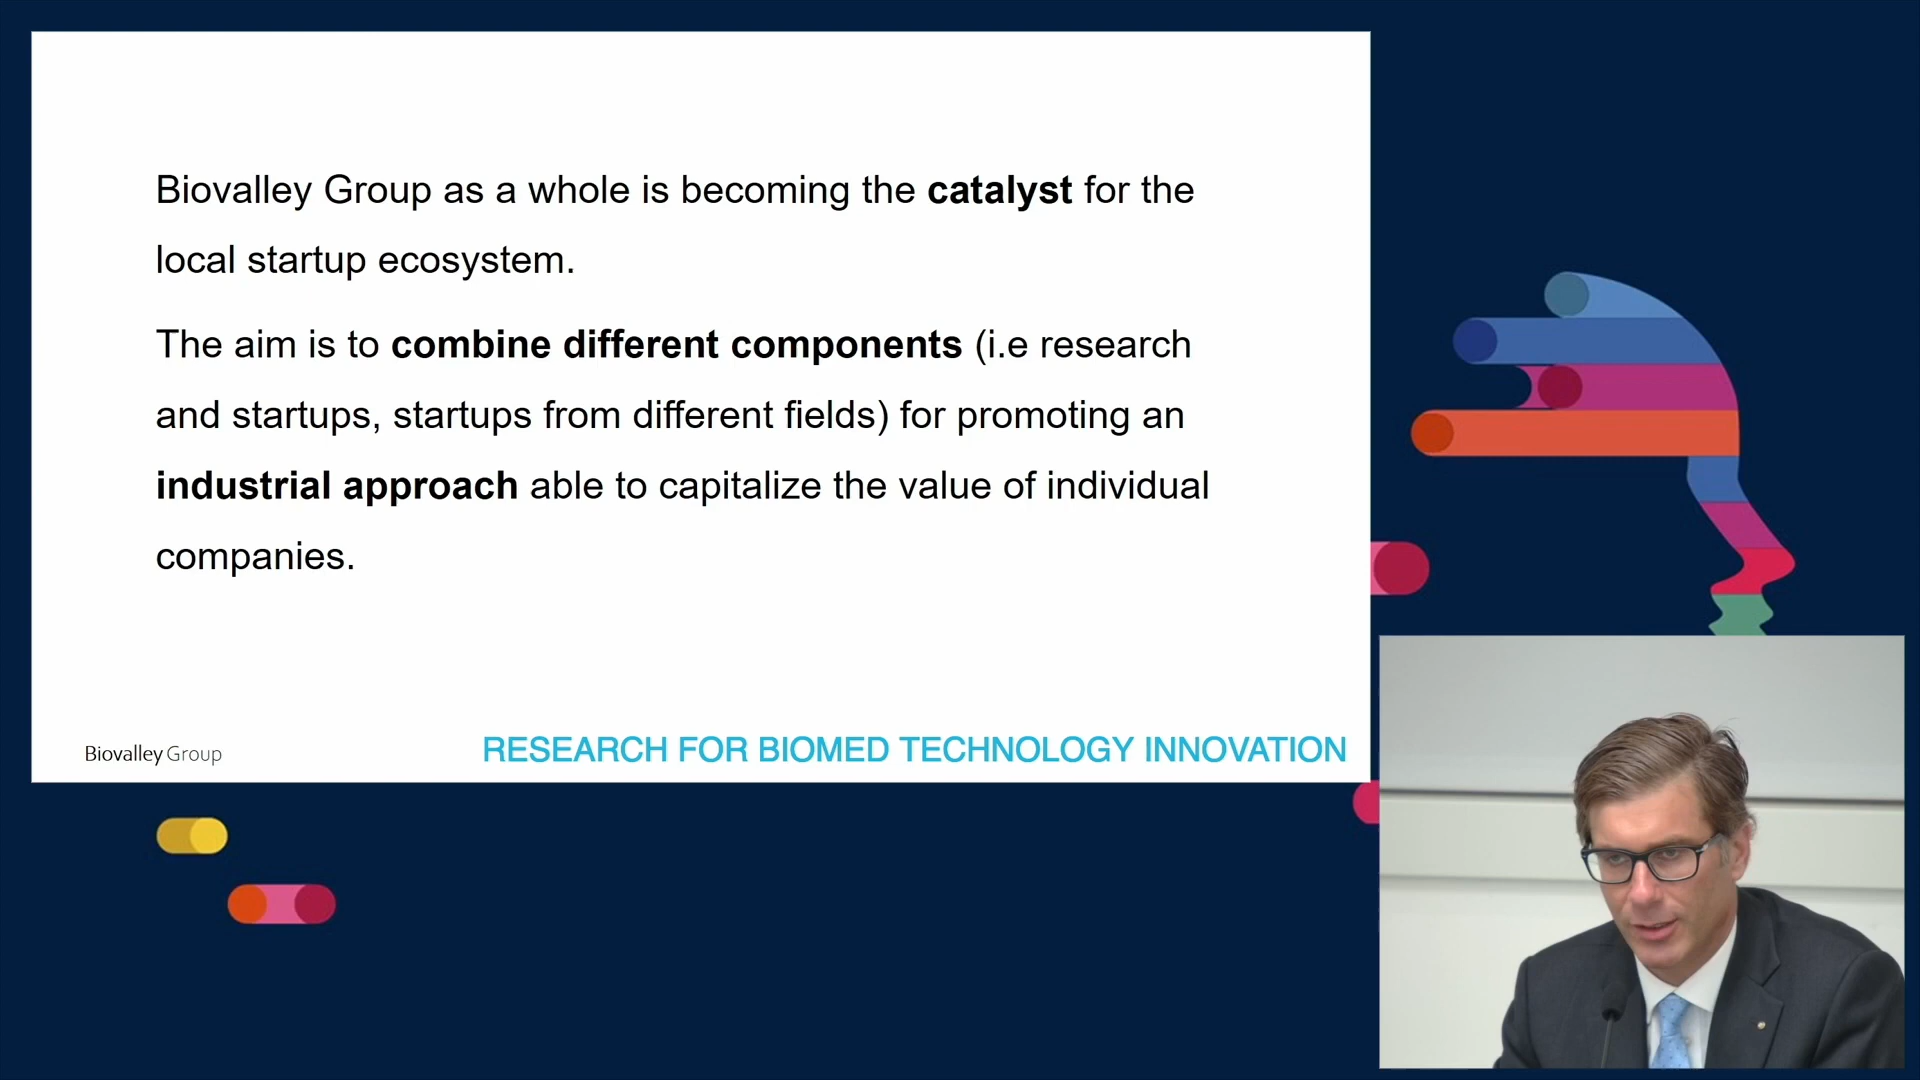 Biovalley Group as a whole is becoming the catalyst for the
local startup ecosystem.
The aim is to combine different components (i.e research
and startups, startups from different fields) for promoting an
industrial approach able to capitalize the value of individual
companies.
Biovalley Group
RESEARCH FOR BIOMED TECHNOLOGY INNOVATION